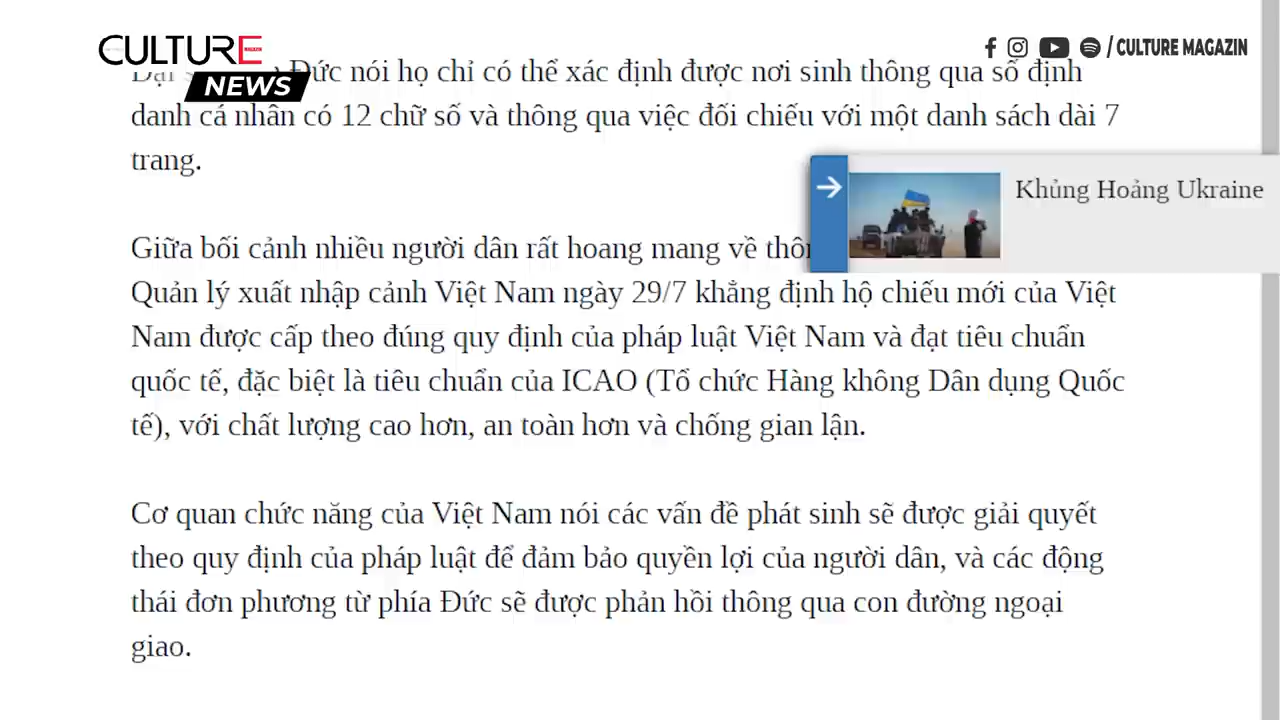 CULTURE
NEWS
/ CULTURE MAGAZIN
Đức nói họ chỉ có thể xác định được nơi sinh thông qua số định
danh cá nhân có 12 chữ số và thông qua việc đối chiếu với một danh sách dài 7
trang.
Khủng Hoảng Ukraine
Giữa bối cảnh nhiều người dân rất hoang mang về
Quản lý xuất nhập cảnh Việt Nam ngày 29/7 khẳng định hộ chiếu mới của Việt
Nam được cấp theo đúng quy định của pháp luật Việt Nam và đạt tiêu chuẩn
quốc tế, đặc biệt là tiêu chuẩn của ICAO (Tổ chức Hàng không Dân dụng Quốc
tế), với chất lượng cao hơn, an toàn hơn và chống gian lận.
Cơ quan chức năng của Việt Nam nói các vấn đề phát sinh sẽ được giải quyết
theo quy định của pháp luật để đảm bảo quyền lợi của người dân, và các động
thái đơn phương từ phía Đức sẽ được phản hồi thông qua con đường ngoại
giao.